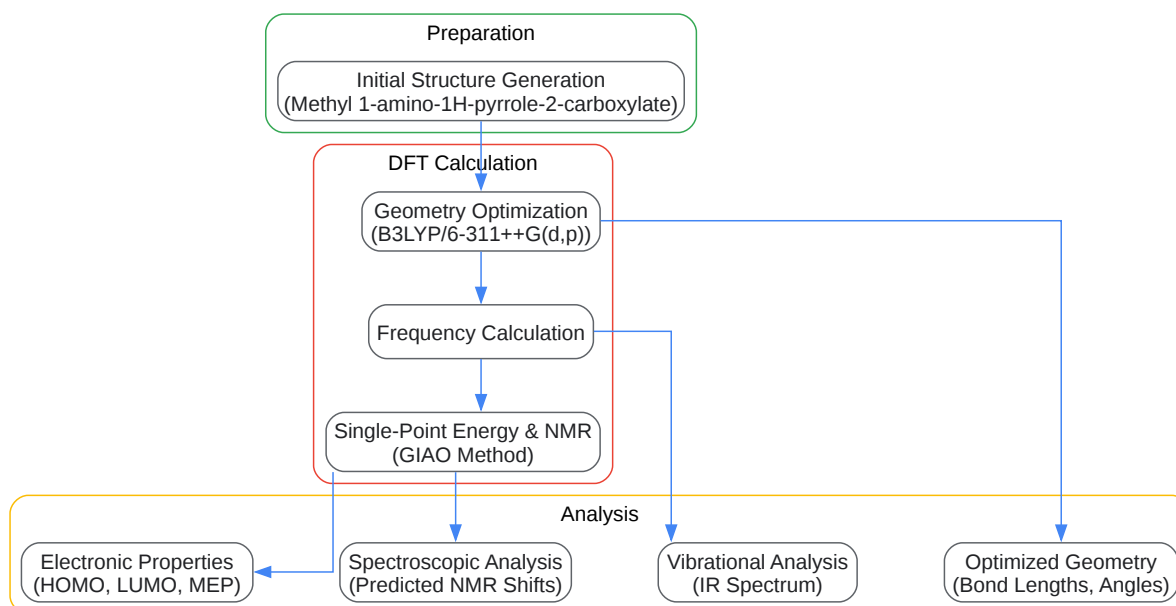 Preparation
Initial Structure Generation
(Methyl 1-amino-1H-pyrrole-2-carboxylate)
DFT Calculation
Geometry Optimization
(B3LYP/6-311++G(d,p))
Frequency Calculation
Single-Point Energy & NMR
(GIAO Method)
Analysis
Electronic Properties
(HOMO, LUMO, MEP)
Spectroscopic Analysis
(Predicted NMR Shifts)
Vibrational Analysis
(IR Spectrum)
Optimized Geometry
(Bond Lengths, Angles)